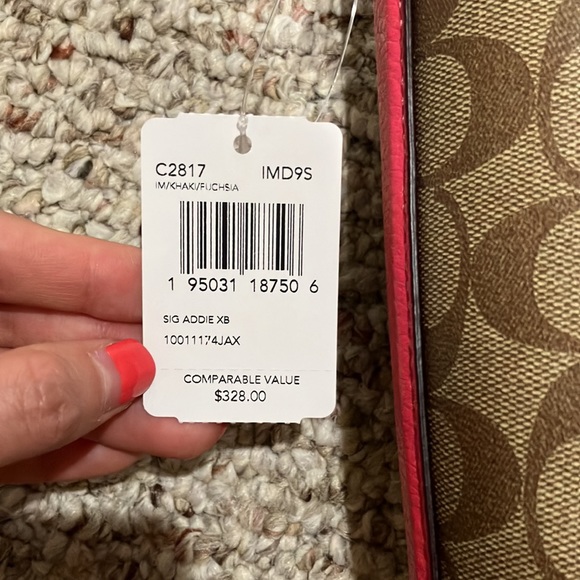 C2817 IMD9S
IM/KHAKI/FUCHSIA
1 95031 18750 6
SIG ADDIE XB
10011174JAX
COMPARABLE VALUE
$328.00